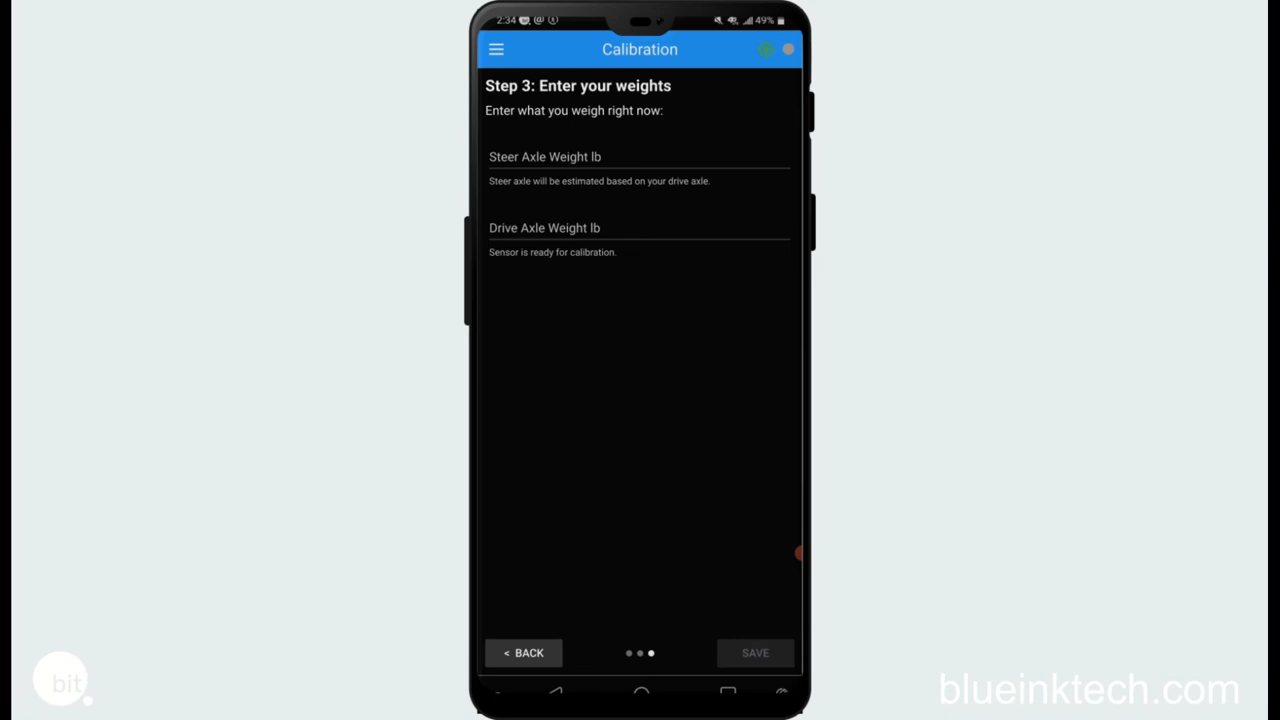 2:34
49%
Calibration
Step 3: Enter your weights
Enter what you weigh right now:
Steer Axle Weight lb
Steer axle will be estimated based on your drive axle.
Drive Axle Weight lb
Sensor is ready for calibration.
< BACK
SAVE
bit.
blueinktech.com